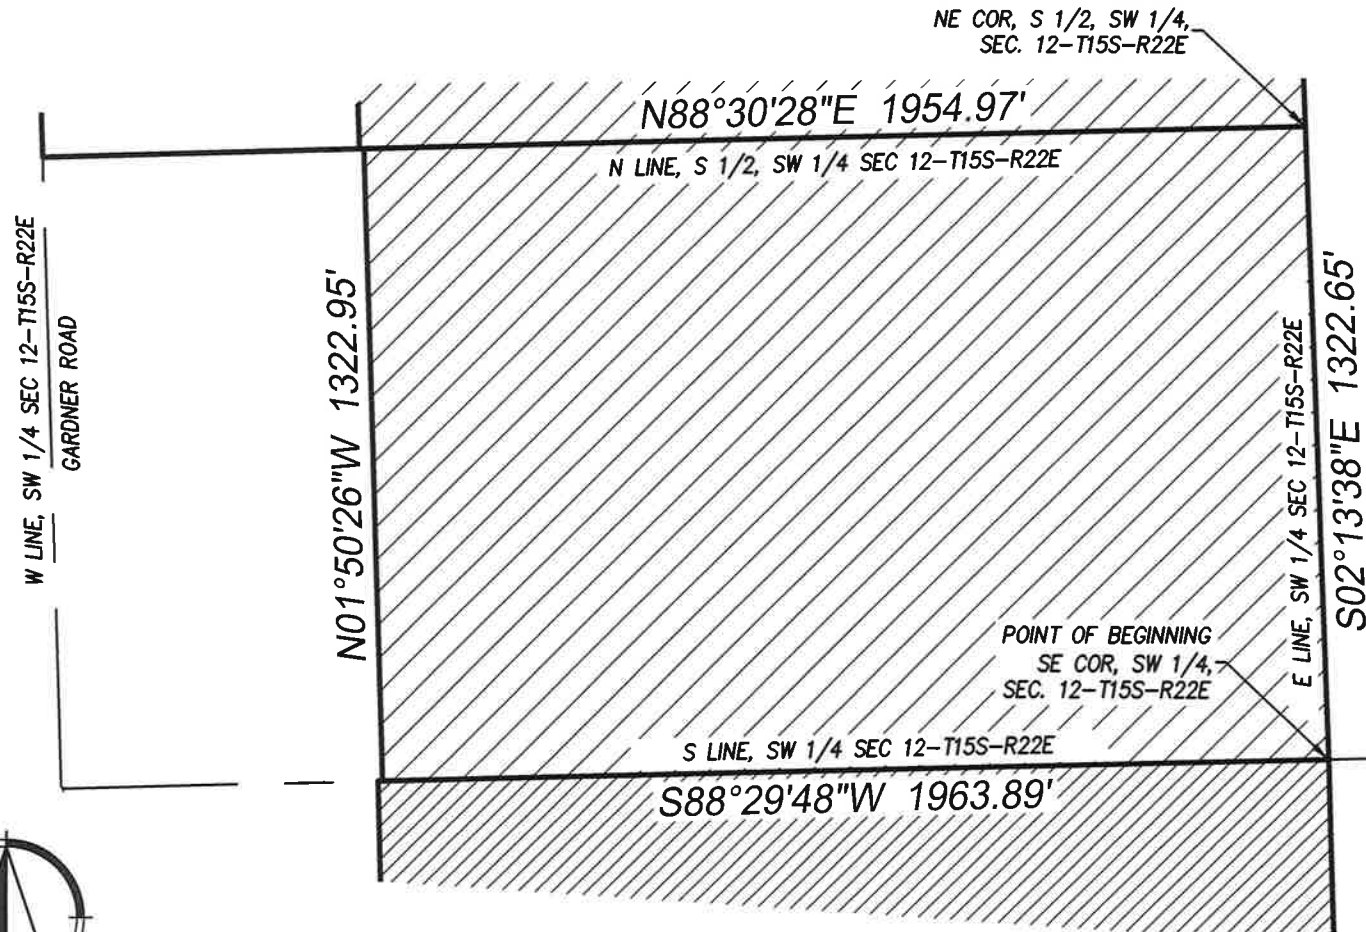 NE COR, S 1/2, SW 1/4,
SEC. 12-T15S-R22E
N88°30'28"E 1954.97'
N LINE, S 1/2, SW 1/4 SEC 12-T15S-R22E
W LINE, SW 1/4 SEC 12-T15S-R22E
GARDNER ROAD
N01°50'26"W 1322.95'
E LINE, SW 1/4 SEC 12-T15S-R22E
S02°13'38"E 1322.65'
POINT OF BEGINNING
SE COR, SW 1/4,
SEC. 12-T15S-R22E
S LINE, SW 1/4 SEC 12-T15S-R22E
S88°29'48"W 1963.89'